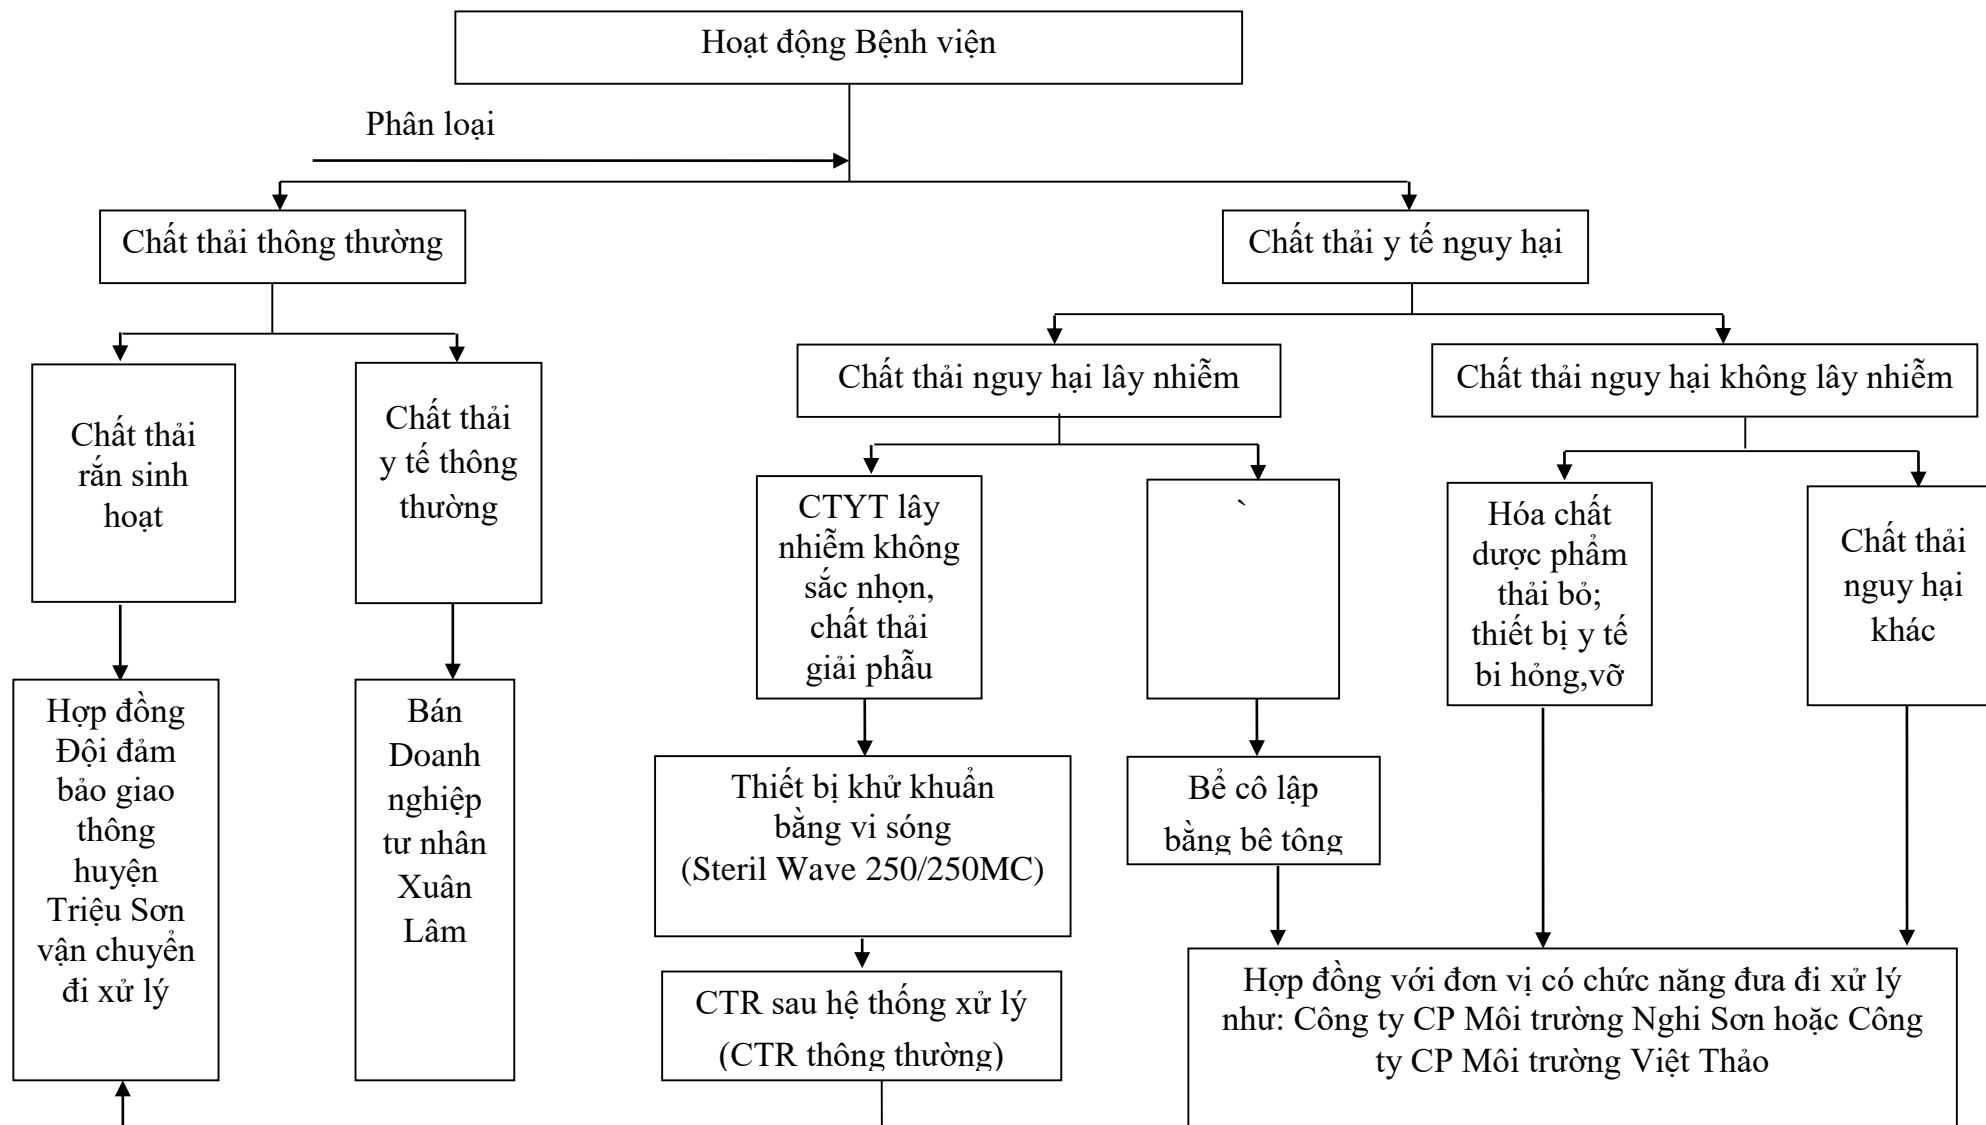 Hoạt động Bệnh viện
Phân loại
Chất thải thông thường
Chất thải y tế nguy hại
Chất thải nguy hại lây nhiễm
Chất thải nguy hại không lây nhiễm
Chất thải
rắn sinh
hoạt
Chất thải
y tế thông
thường
CTYT lây
nhiễm không
sắc nhọn,
chất thải
giải phẫu
`
Hóa chất
dược phẩm
thải bỏ;
thiết bị y tế
bi hỏng,vỡ
Chất thải
nguy hại
khác
Hợp đồng
Đội đảm
bảo giao
thông
huyện
Triệu Sơn
vận chuyển
đi xử lý
Bán
Doanh
nghiệp
tư nhân
Xuân
Lâm
Thiết bị khử khuẩn
bằng vi sóng
(Steril Wave 250/250MC)
Bể cô lập
bằng bê tông
CTR sau hệ thống xử lý
(CTR thông thường)
Hợp đồng với đơn vị có chức năng đưa đi xử lý
như: Công ty CP Môi trường Nghi Sơn hoặc Công
ty CP Môi trường Việt Thảo